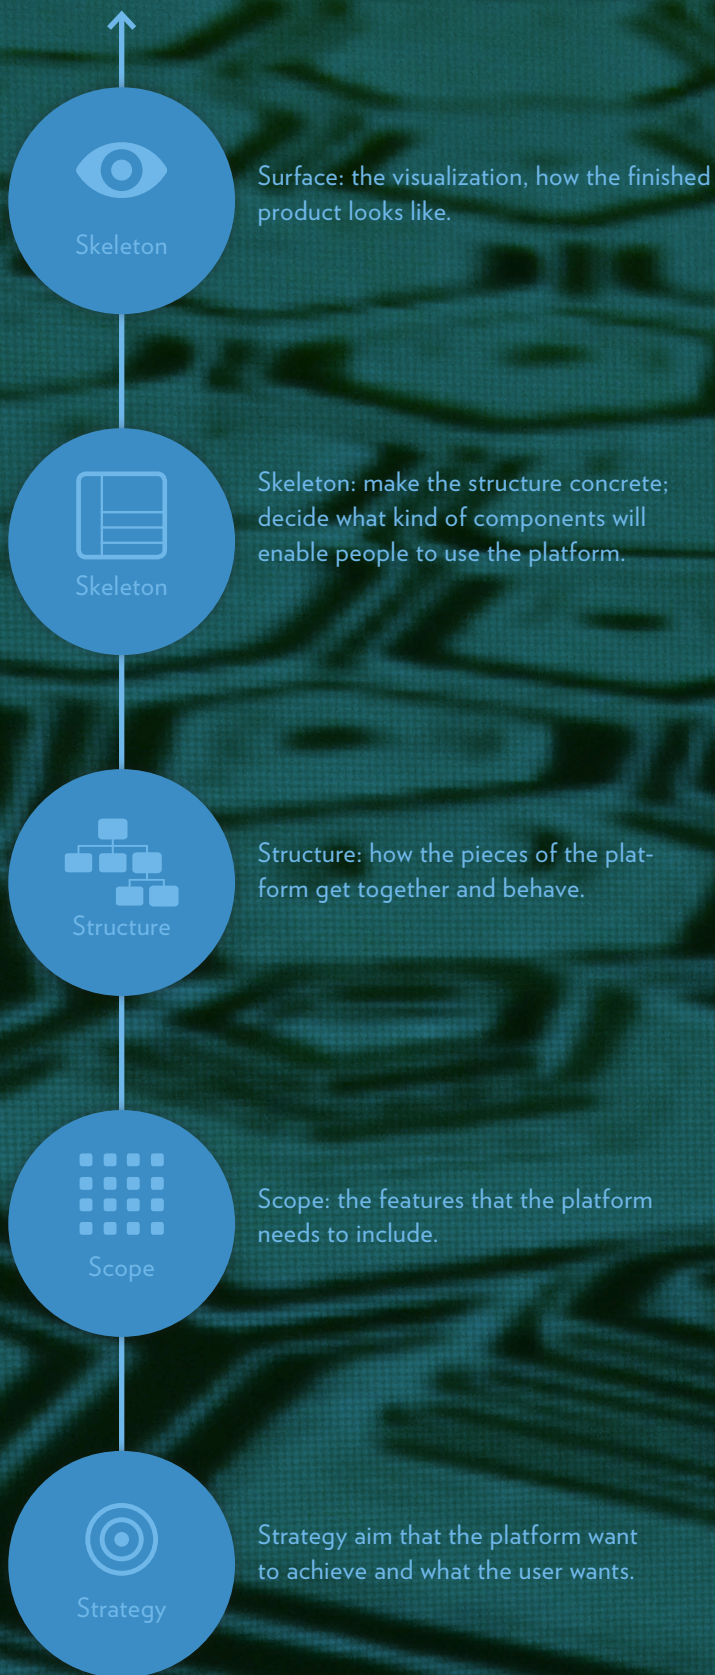 Surface: the visualization, how the finished
product looks like.
Skeleton
Skeleton: make the structure concrete;
decide what kind of components will
enable people to use the platform.
Skeleton
Structure: how the pieces of the plat-
form get together and behave.
Structure
Scope: the features that the platform
needs to include.
Scope
Strategy aim that the platform want
to achieve and what the user wants.
Strategy